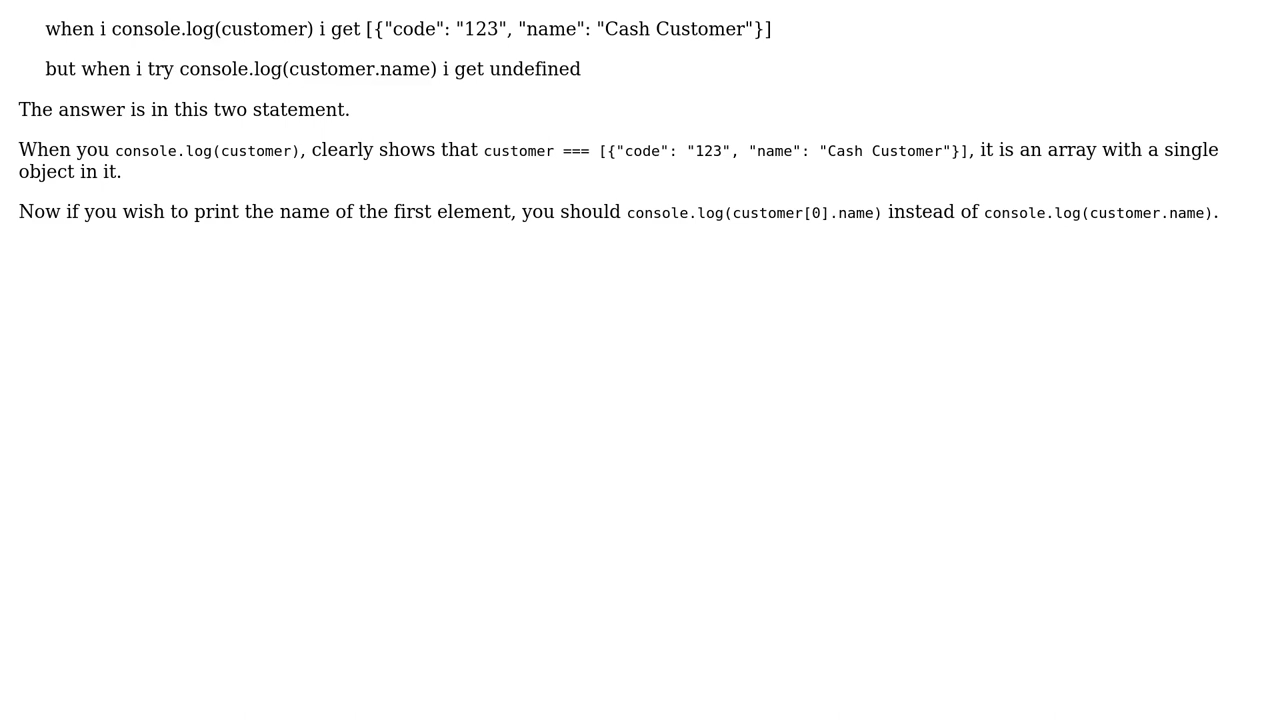 when i console.log(customer) i get [{"code": "123", "name": "Cash Customer"}]
but when i try console.log(customer.name) i get undefined
The answer is in this two statement.
When you console.log(customer), clearly shows that customer === [{"code": "123", "name": "Cash Customer"}], it is an array with a single
object in it.
Now if you wish to print the name of the first element, you should console.log(customer[0].name) instead of console.log(customer.name).